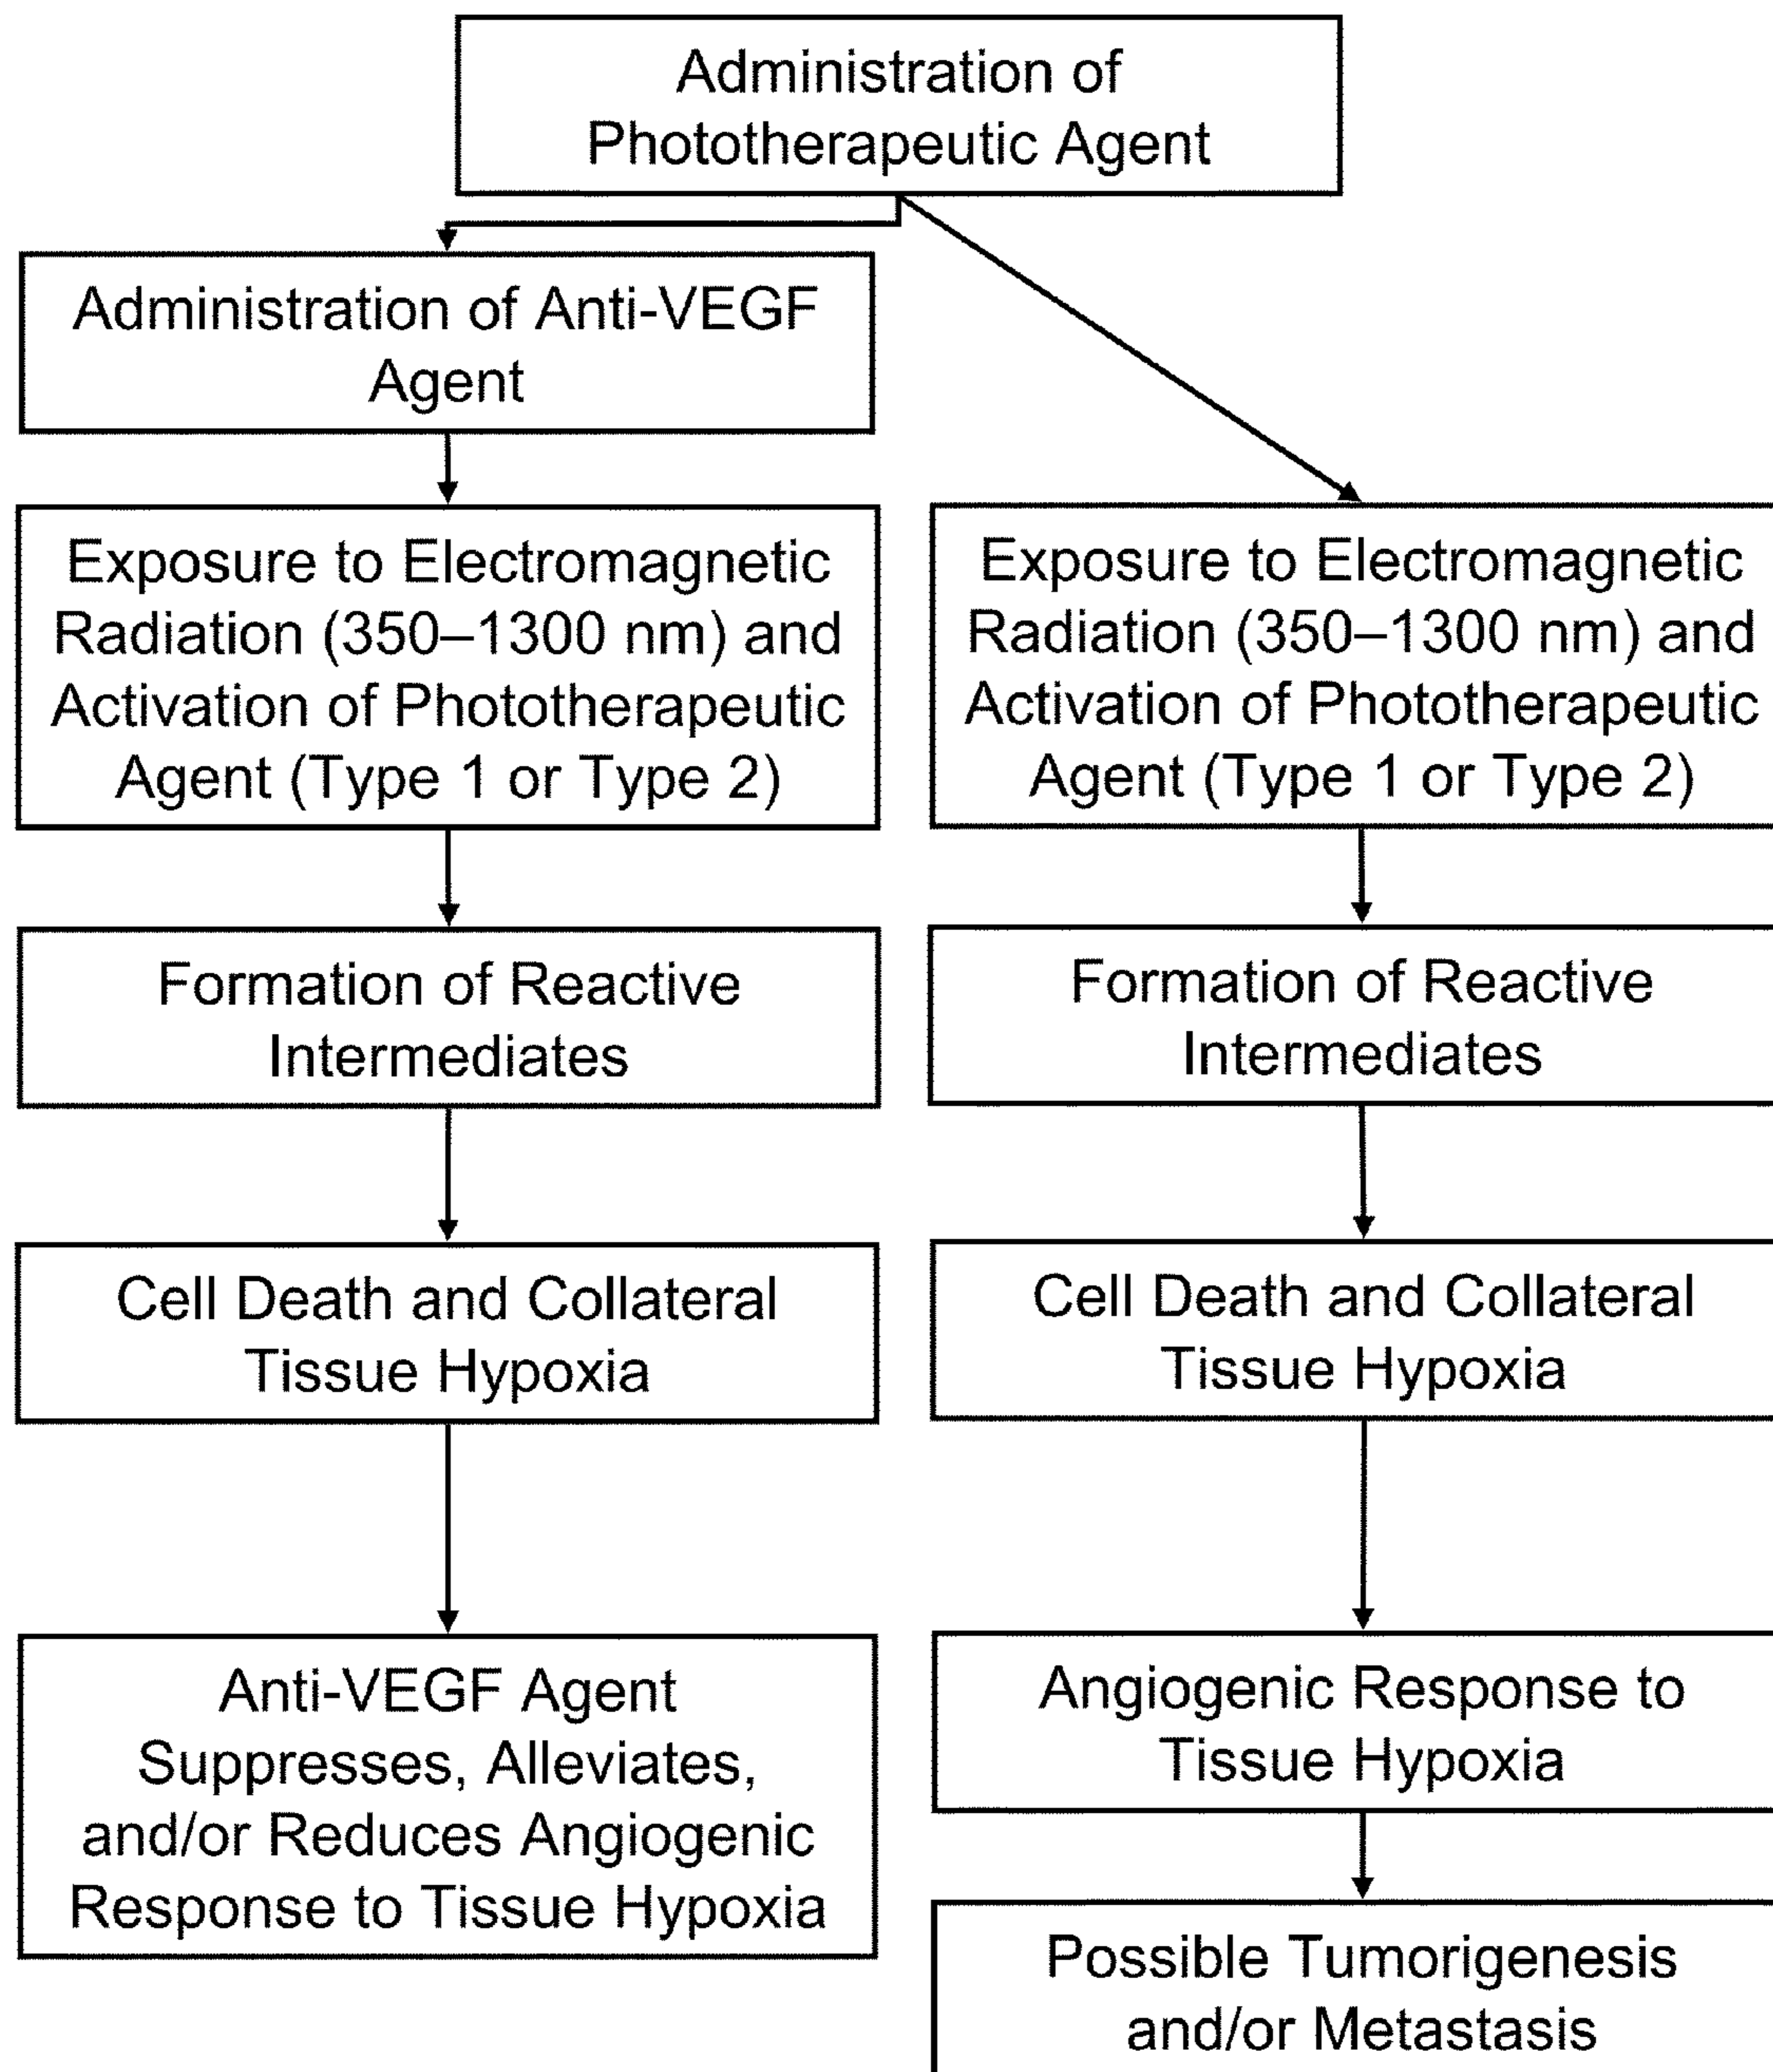 Administration of
Phototherapeutic Agent
Administration of Anti-VEGF
Agent
Exposure to Electromagnetic
Radiation (350–1300 nm) and
Activation of Phototherapeutic
Agent (Type 1 or Type 2)
Formation of Reactive
Intermediates
Cell Death and Collateral
Tissue Hypoxia
Anti-VEGF Agent
Suppresses, Alleviates,
and/or Reduces Angiogenic
Response to Tissue Hypoxia
Exposure to Electromagnetic
Radiation (350–1300 nm) and
Activation of Phototherapeutic
Agent (Type 1 or Type 2)
Formation of Reactive
Intermediates
Cell Death and Collateral
Tissue Hypoxia
Angiogenic Response to
Tissue Hypoxia
Possible Tumorigenesis
and/or Metastasis